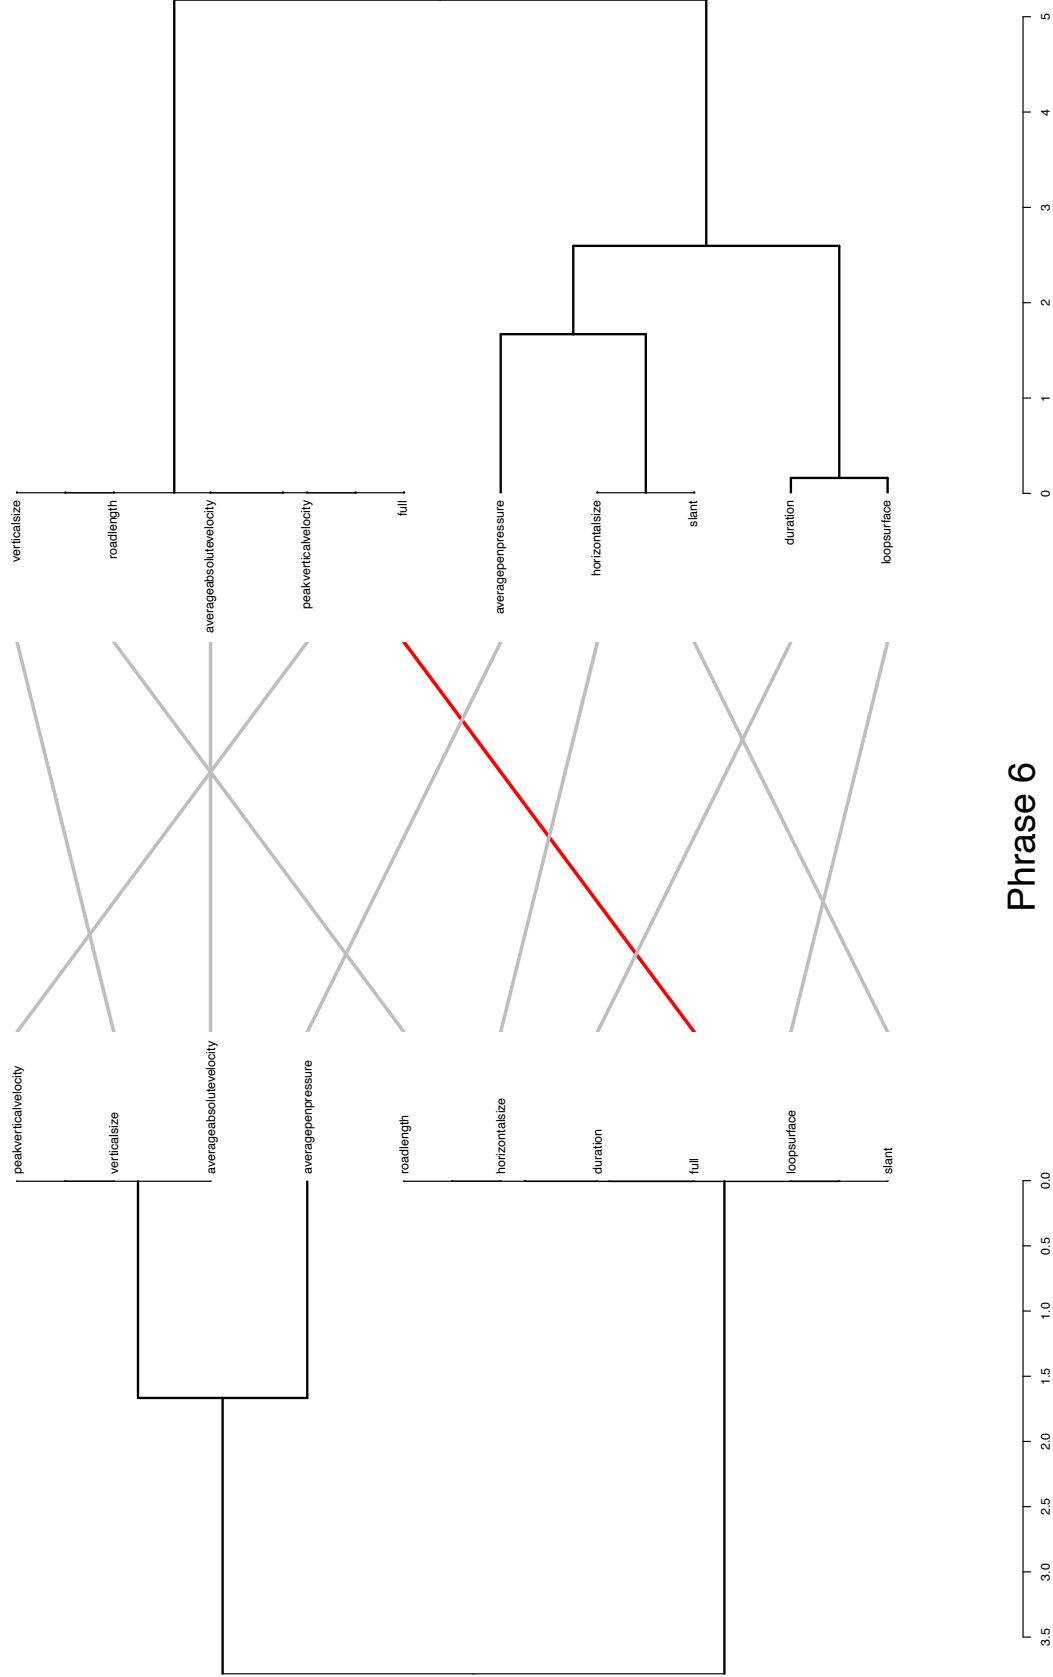 Phrase 6
peakverticalvelocity
verticalsize
averageabsolutevelocity
averagepenpressure
roadlength
horizontalsize
duration
full
loopsurface
slant
3.5 3.0 2.5 2.0 1.5 1.0 0.5 0.0
verticalsize
roadlength
averageabsolutevelocity
peakverticalvelocity
full
averagepenpressure
horizontalsize
slant
duration
loopsurface
0 1 2 3 4 5